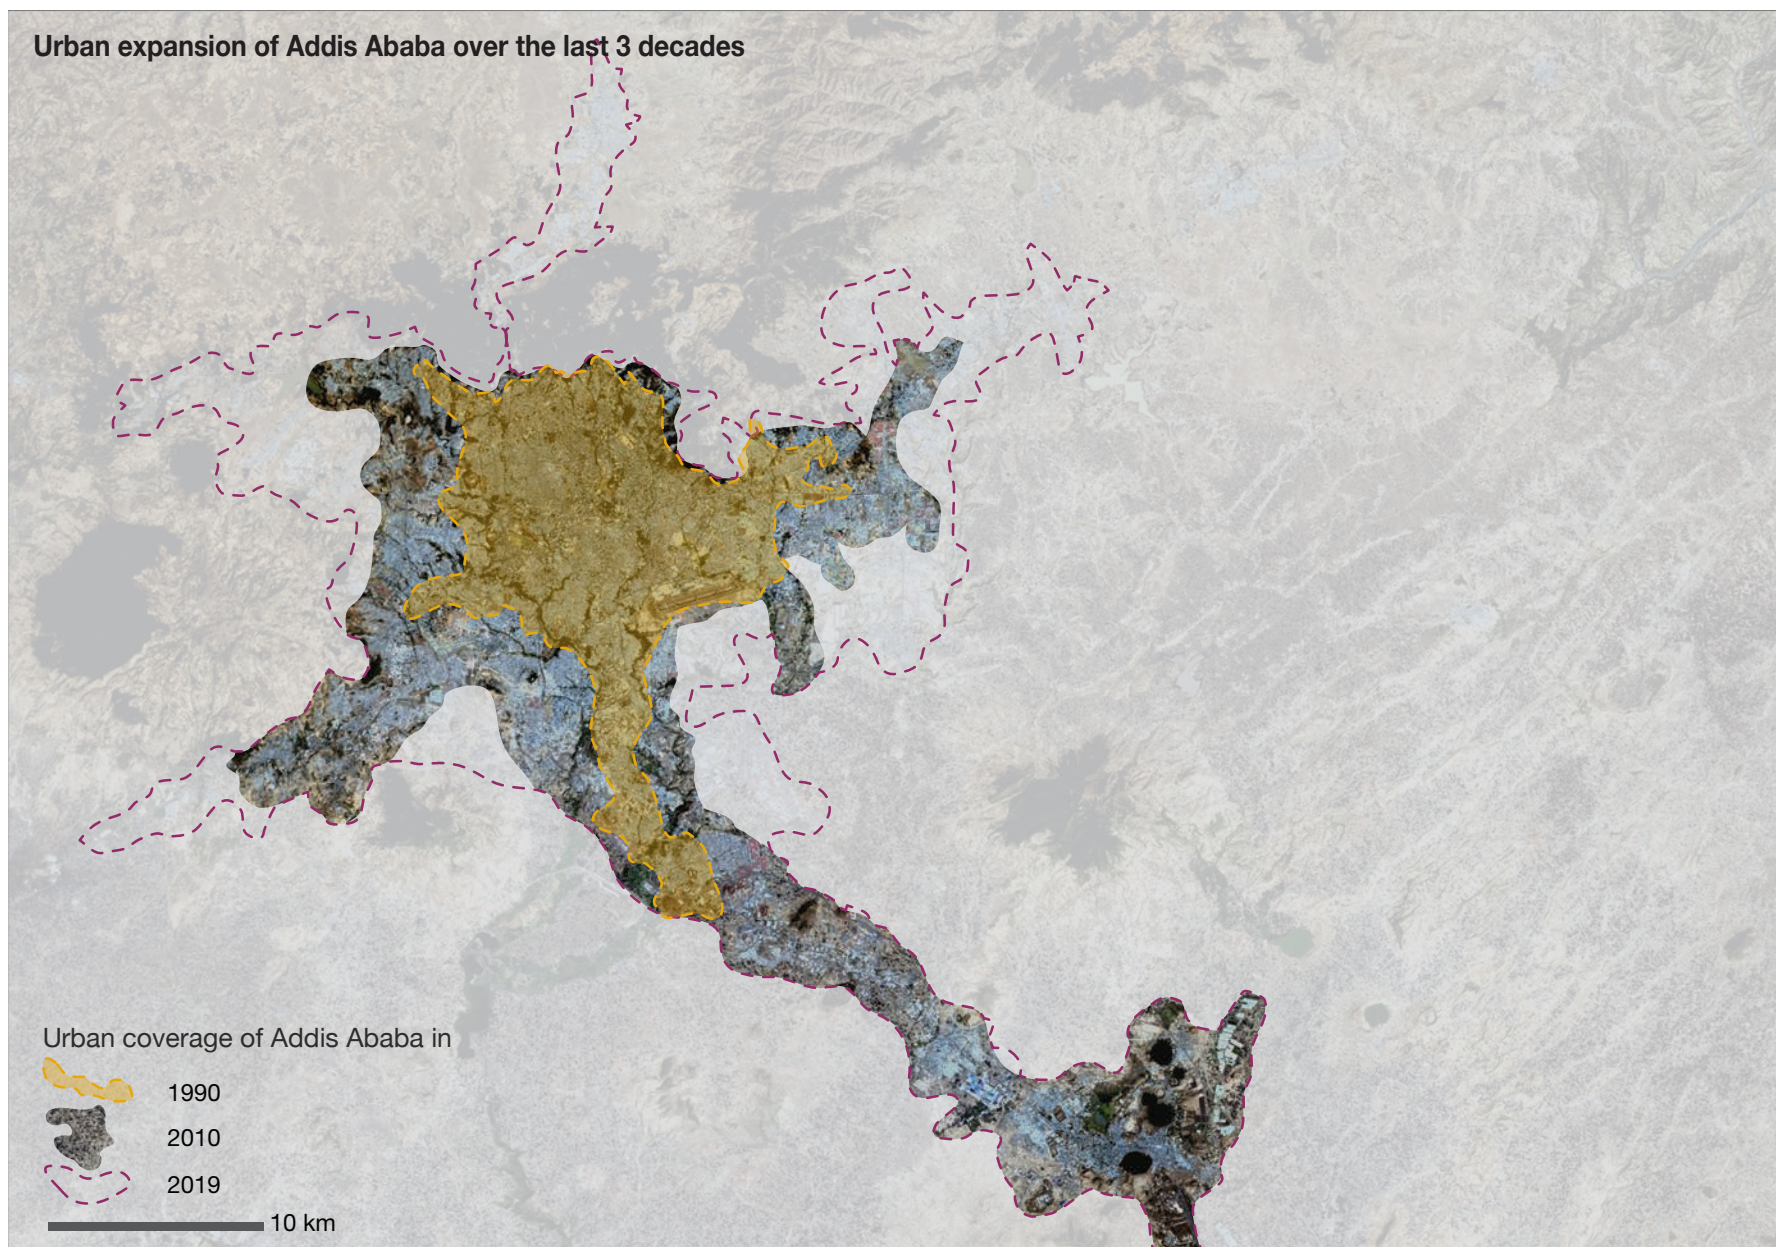 Urban expansion of Addis Ababa over the last 3 decades
Urban coverage of Addis Ababa in
1990
2010
2019
10 km